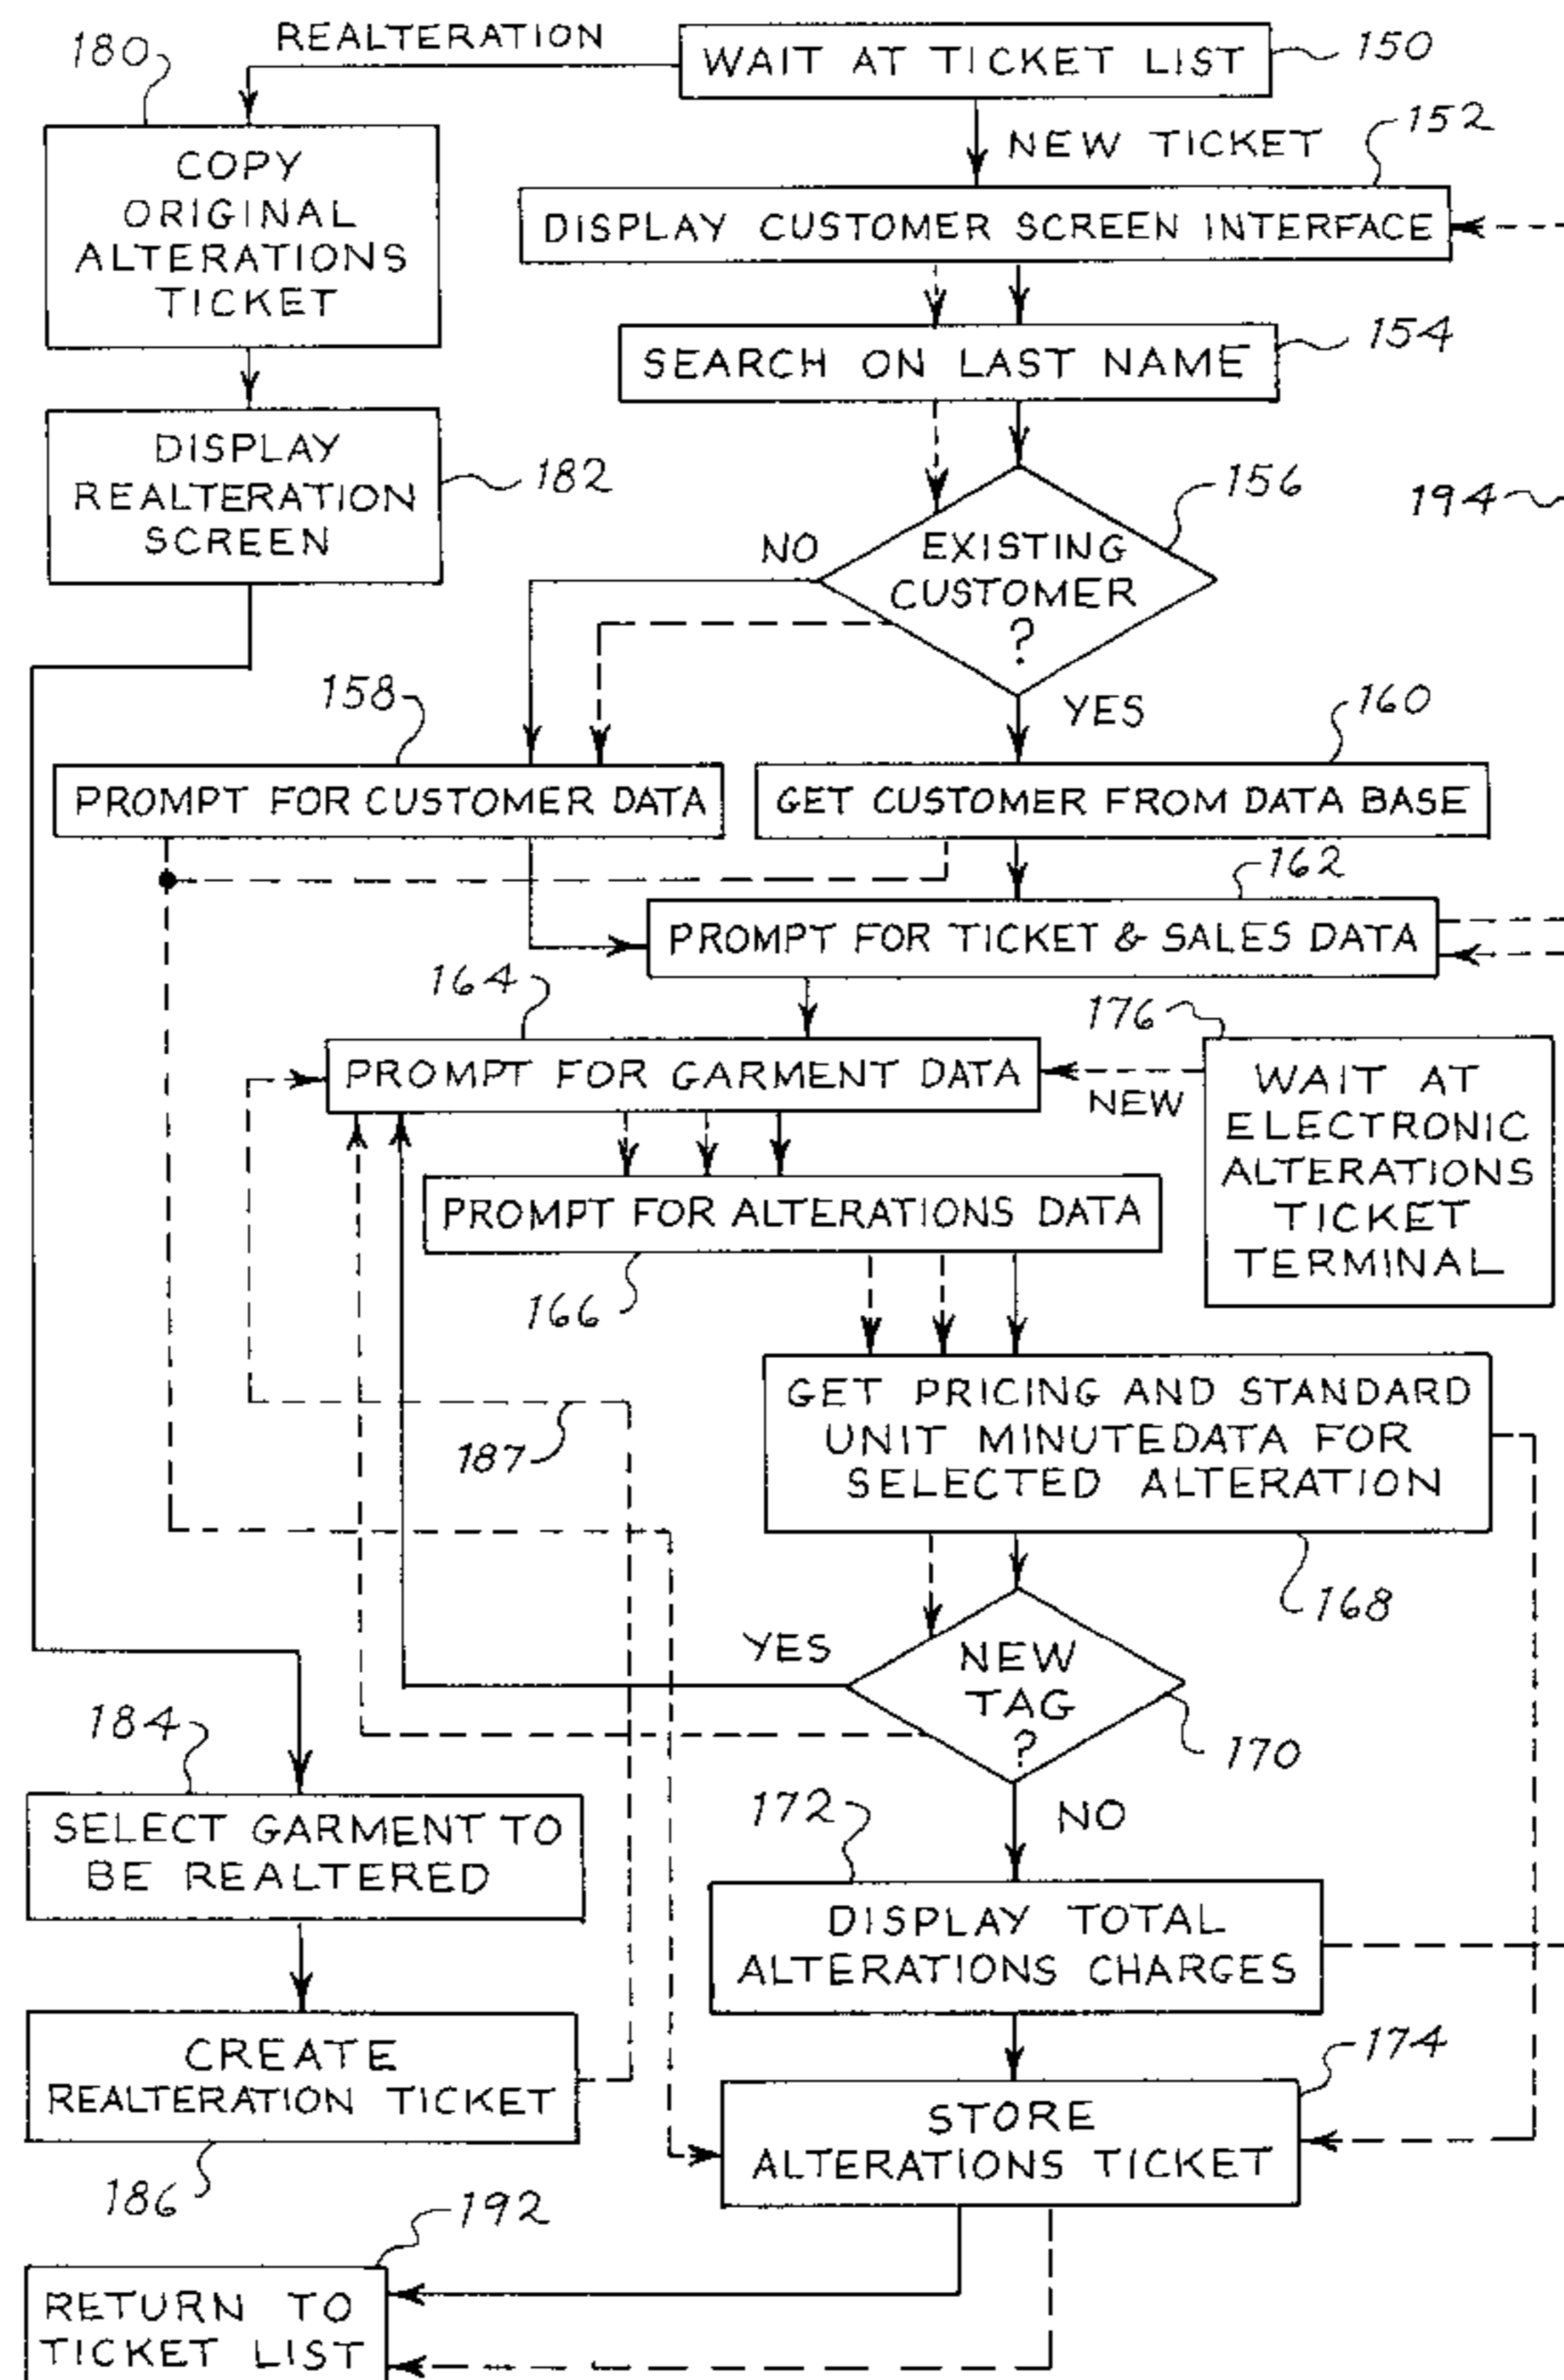 180
REALTERATION
WAIT AT TICKET LIST
150
COPY
ORIGINAL
ALTERATIONS
TICKET
NEW TICKET
152
DISPLAY CUSTOMER SCREEN INTERFACE
SEARCH ON LAST NAME
154
DISPLAY
REALTERATION
SCREEN
182
156
194
NO
EXISTING
CUSTOMER
?
158
YES
160
PROMPT FOR CUSTOMER DATA
GET CUSTOMER FROM DATA BASE
162
PROMPT FOR TICKET & SALES DATA
164
176
PROMPT FOR GARMENT DATA
NEW
WAIT AT
ELECTRONIC
ALTERATIONS
TICKET
TERMINAL
PROMPT FOR ALTERATIONS DATA
166
GET PRICING AND STANDARD
UNIT MINUTEDATA FOR
SELECTED ALTERATION
187
168
YES
NEW
TAG
?
170
184
172
NO
SELECT GARMENT TO
BE REALTERED
DISPLAY TOTAL
ALTERATIONS CHARGES
CREATE
REALTERATION TICKET
174
STORE
ALTERATIONS TICKET
186
192
RETURN TO
TICKET LIST